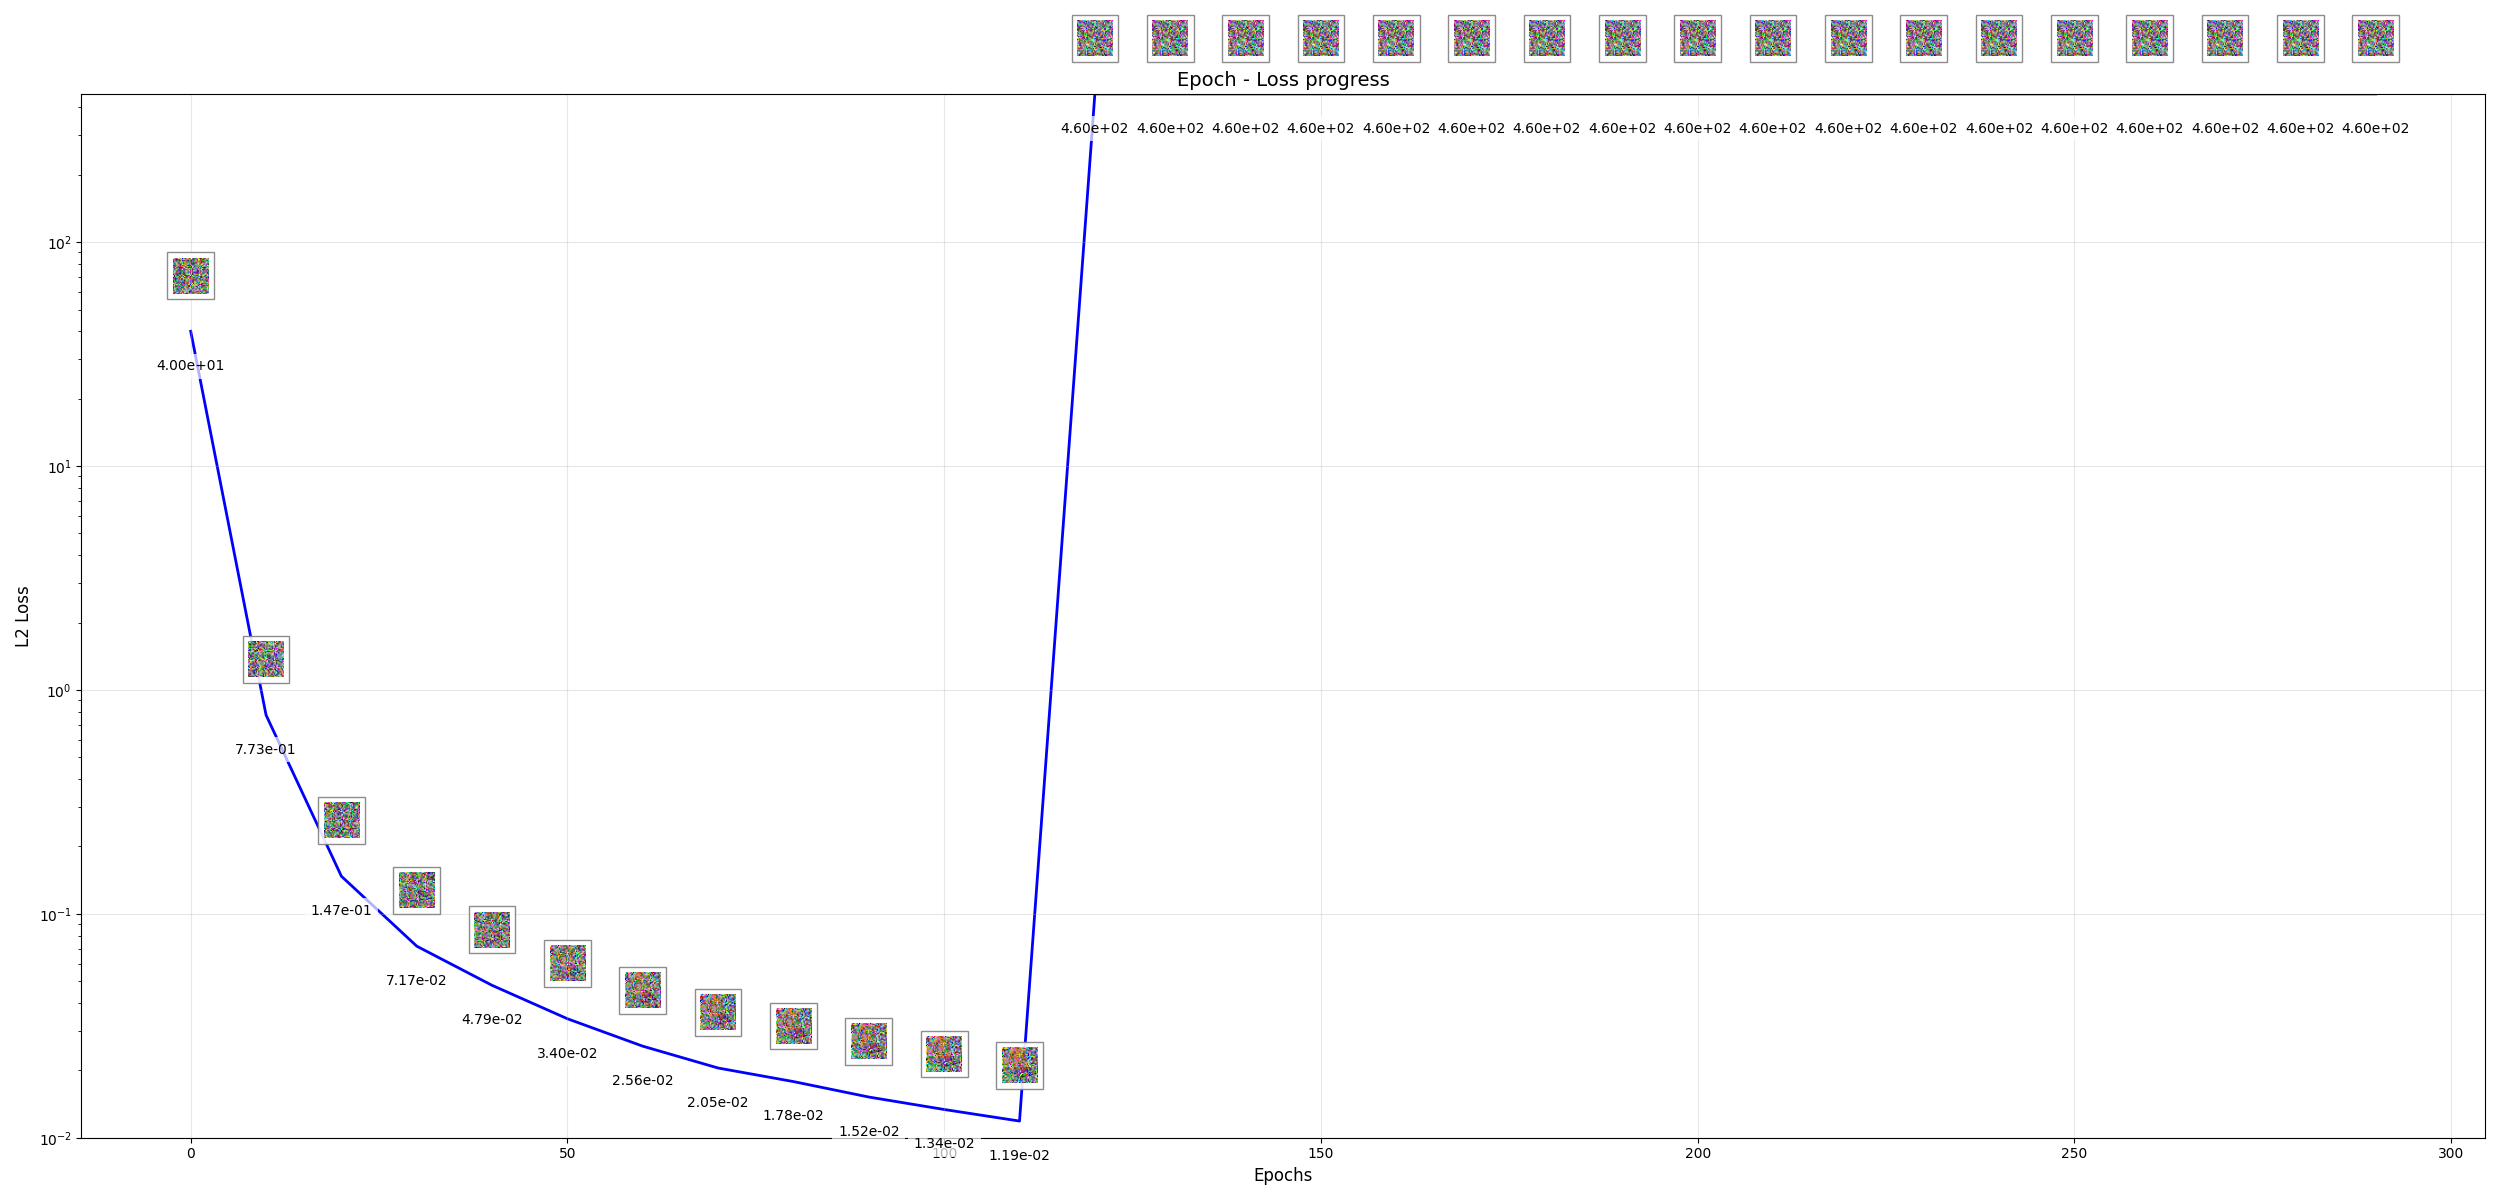 Epoch - Loss progress
4.60e+02 4.60e+02 4.60e+02 4.60e+02 4.60e+02 4.60e+02 4.60e+02 4.60e+02 4.60e+02 4.60e+02 4.60e+02 4.60e+02 4.60e+02 4.60e+02 4.60e+02 4.60e+02 4.60e+02 4.60e+02
10²
4.00e+01
10¹
L2 Loss
10⁰
7.73e-01
1.47e-01
10⁻¹
7.17e-02
4.79e-02
3.40e-02
2.56e-02
2.05e-02
1.78e-02
1.52e-02
1.34e-02
1.19e-02
10⁻²
0 50 100 150 200 250 300
Epochs